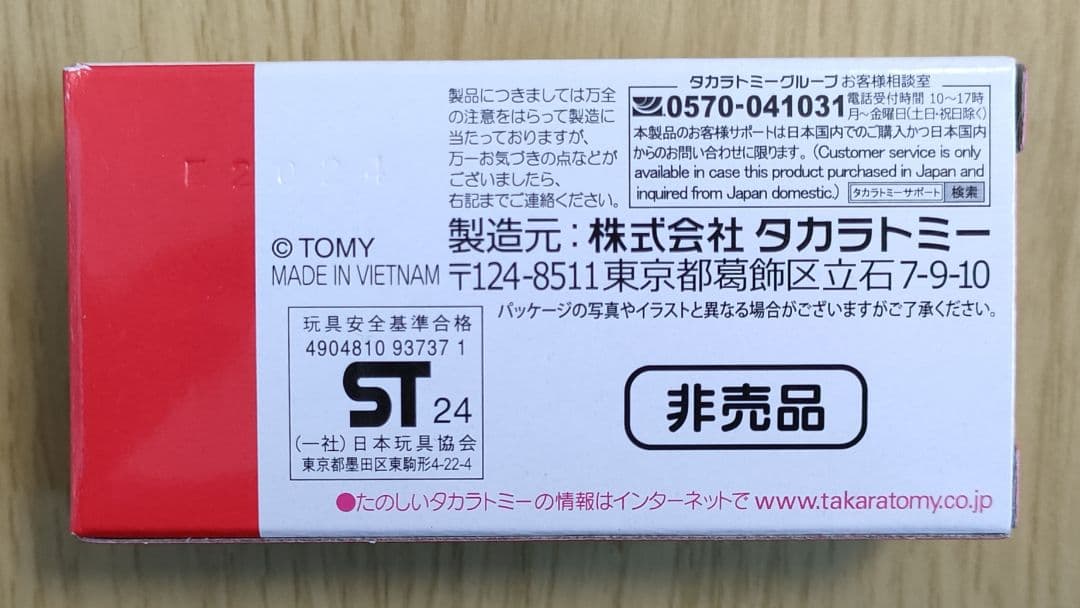 製品につきましては万全
の注意をはらって製造に
当たっておりますが、
万一お気づきの点などが
ございましたら、
右記までご連絡ください。
タカラトミーグループ お客様相談室
0570-041031 電話受付時間 10〜17時
月〜金曜日(土日・祝日除く)
本製品のお客様サポートは日本国内でのご購入かつ日本国内
からのお問い合わせに限ります。(Customer service is only
available in case this product purchased in Japan and
inquired from Japan domestic.) タカラトミーサポート 検索
E2024
© TOMY
MADE IN VIETNAM
製造元:株式会社 タカラトミー
〒124-8511 東京都葛飾区立石7-9-10
パッケージの写真やイラストと異なる場合がございますがご了承ください。
玩具安全基準合格
4904810 93737 1
ST 24
(一社)日本玩具協会
東京都墨田区東駒形4-22-4
非売品
●たのしいタカラトミーの情報はインターネットで www.takaratomy.co.jp